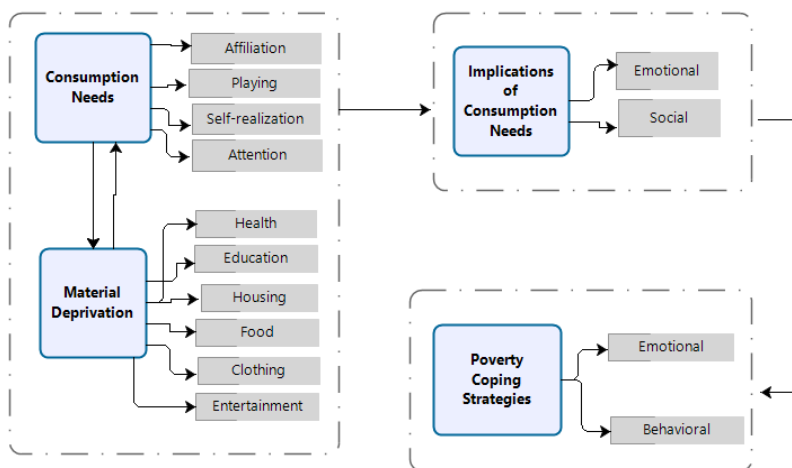 Consumption
Needs
Affiliation
Playing
Self-realization
Attention
Material
Deprivation
Health
Education
Housing
Food
Clothing
Entertainment
Implications
of
Consumption
Needs
Emotional
Social
Poverty
Coping
Strategies
Emotional
Behavioral